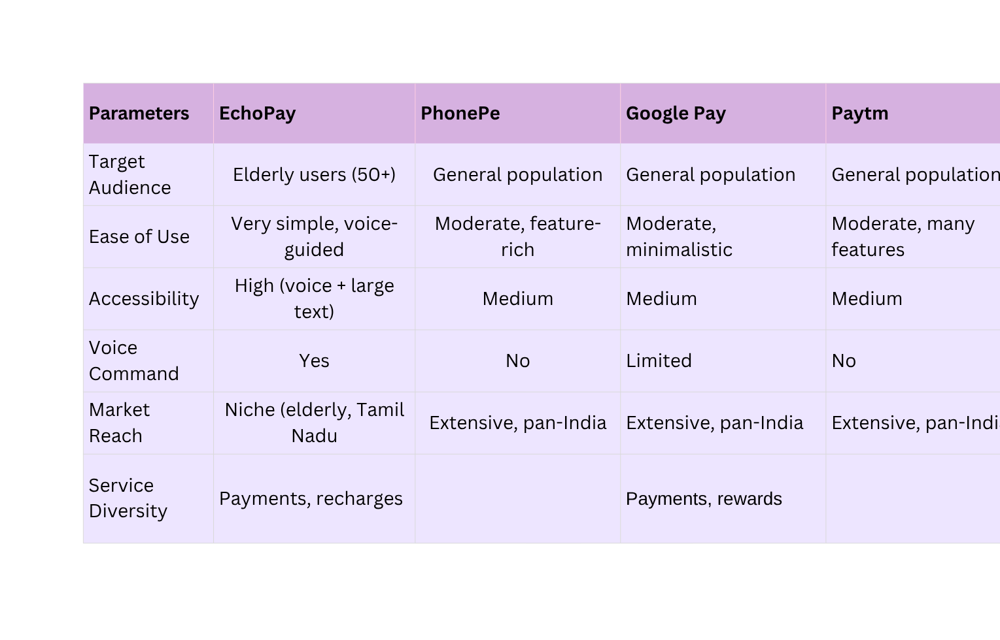 Parameters EchoPay PhonePe Google Pay Paytm
Target
Audience
Elderly users (50+)
General population
General population
General population
Ease of Use
Very simple, voice-
guided
Moderate, feature-
rich
Moderate,
minimalistic
Moderate, many
features
Accessibility
High (voice + large
text)
Medium
Medium
Medium
Voice
Command
Yes
No
Limited
No
Market
Reach
Niche (elderly, Tamil
Nadu
Extensive, pan-India
Extensive, pan-India
Extensive, pan-India
Service
Diversity
Payments, recharges
Payments, rewards